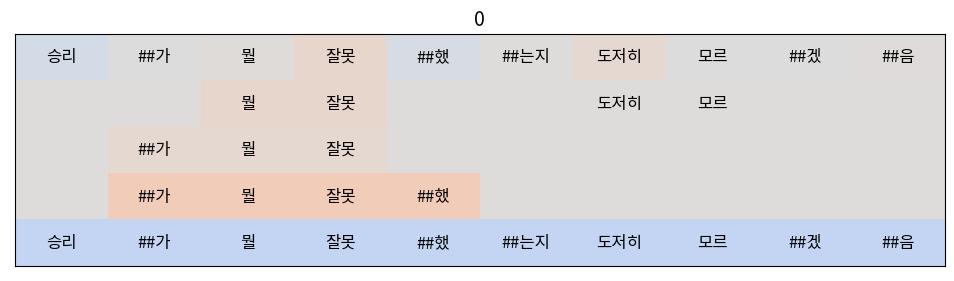 0
승리 ##가 뭘 잘못 ##했 ##는지 도저히 모르 ##겠 ##음
뭘 잘못 도저히 모르
##가 뭘 잘못
##가 뭘 잘못 ##했
승리 ##가 뭘 잘못 ##했 ##는지 도저히 모르 ##겠 ##음